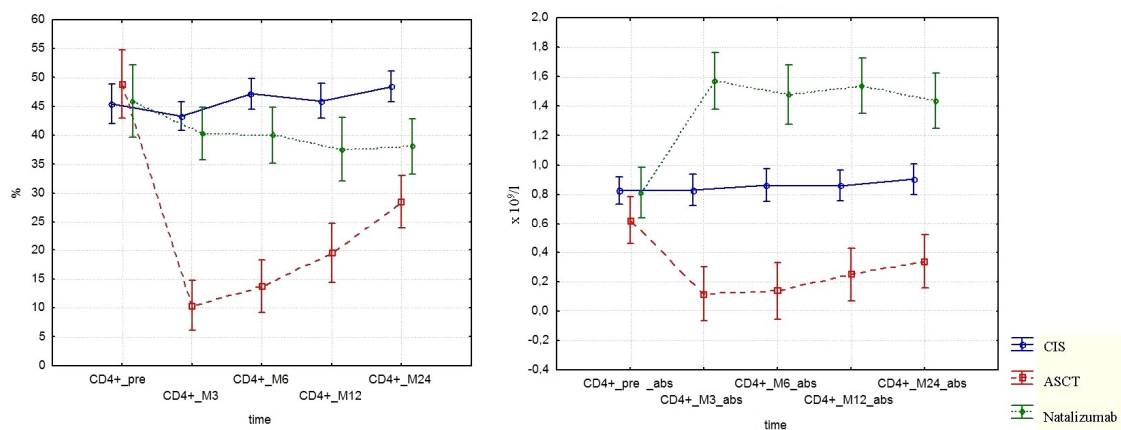 60
55
50
45
40
35
30
25
20
15
10
5
0
%
CD4+_pre
CD4+_M3
CD4+_M6
CD4+_M12
CD4+_M24
time
2,0
1,8
1,6
1,4
1,2
1,0
0,8
0,6
0,4
0,2
0,0
-0,2
-0,4
x 10⁹/l
CD4+_pre _abs
CD4+_M3_abs
CD4+_M6_abs
CD4+_M12_abs
CD4+_M24_abs
time
CIS
ASCT
Natalizumab